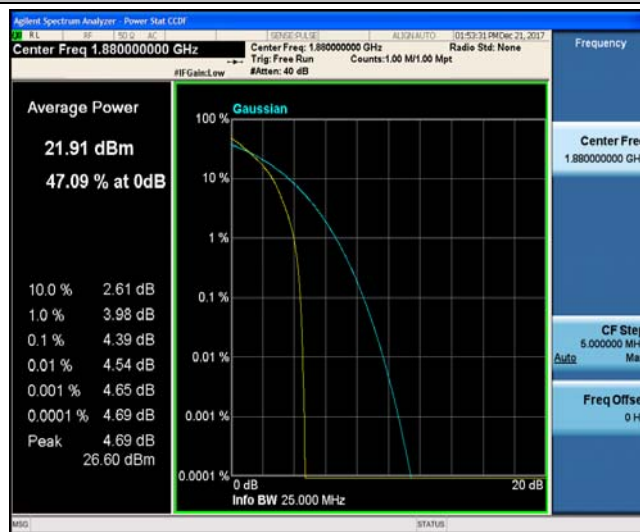 Agilent Spectrum Analyzer - Power Stat CCDF
RL RF 50 Ω AC SENSE:PULSE ALIGN AUTO 01:53:31 PM Dec 21, 2017
Center Freq 1.880000000 GHz
Center Freq: 1.880000000 GHz Radio Std: None
Trig: Free Run Counts:1.00 M/1.00 Mpt
#IFGain:Low #Atten: 40 dB
Frequency
Average Power
21.91 dBm
47.09 % at 0dB
10.0 % 2.61 dB
1.0 % 3.98 dB
0.1 % 4.39 dB
0.01 % 4.54 dB
0.001 % 4.65 dB
0.0001 % 4.69 dB
Peak 4.69 dB
26.60 dBm
Gaussian
100 %
10 %
1 %
0.1 %
0.01 %
0.001 %
0.0001 %
0 dB 20 dB
Info BW 25.000 MHz
Center Fre
1.880000000 GH
CF Step
5.000000 MH
Auto Ma
Freq Offse
0 H
MSG STATUS